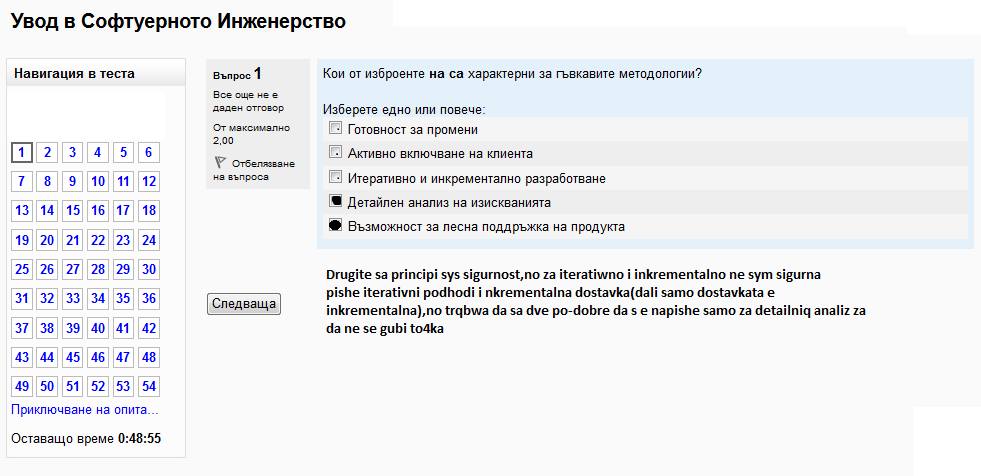 Увод в Софтуерното Инженерство
Навигация в теста
1 2 3 4 5 6
7 8 9 10 11 12
13 14 15 16 17 18
19 20 21 22 23 24
25 26 27 28 29 30
31 32 33 34 35 36
37 38 39 40 41 42
43 44 45 46 47 48
49 50 51 52 53 54
Приключване на опита...
Оставащо време 0:48:55
Въпрос 1
Все още не е
даден отговор
От максимално
2,00
Отбелязване
на въпроса
Кои от изброенте на са характерни за гъвкавите методологии?
Изберете едно или повече:
Готовност за промени
Активно включване на клиента
Итеративно и инкрементално разработване
Детайлен анализ на изискванията
Възможност за лесна поддръжка на продукта
Drugite sa principi sys sigurnost,no za iteratiwno i inkrementalno ne sym sigurna
pishe iterativni podhodi i nkrementalna dostavka(dali samo dostavkata e
inkrementalna),no trqbwa da sa dve po-dobre da s e napishe samo za detailniq analiz za
da ne se gubi to4ka
Следваща